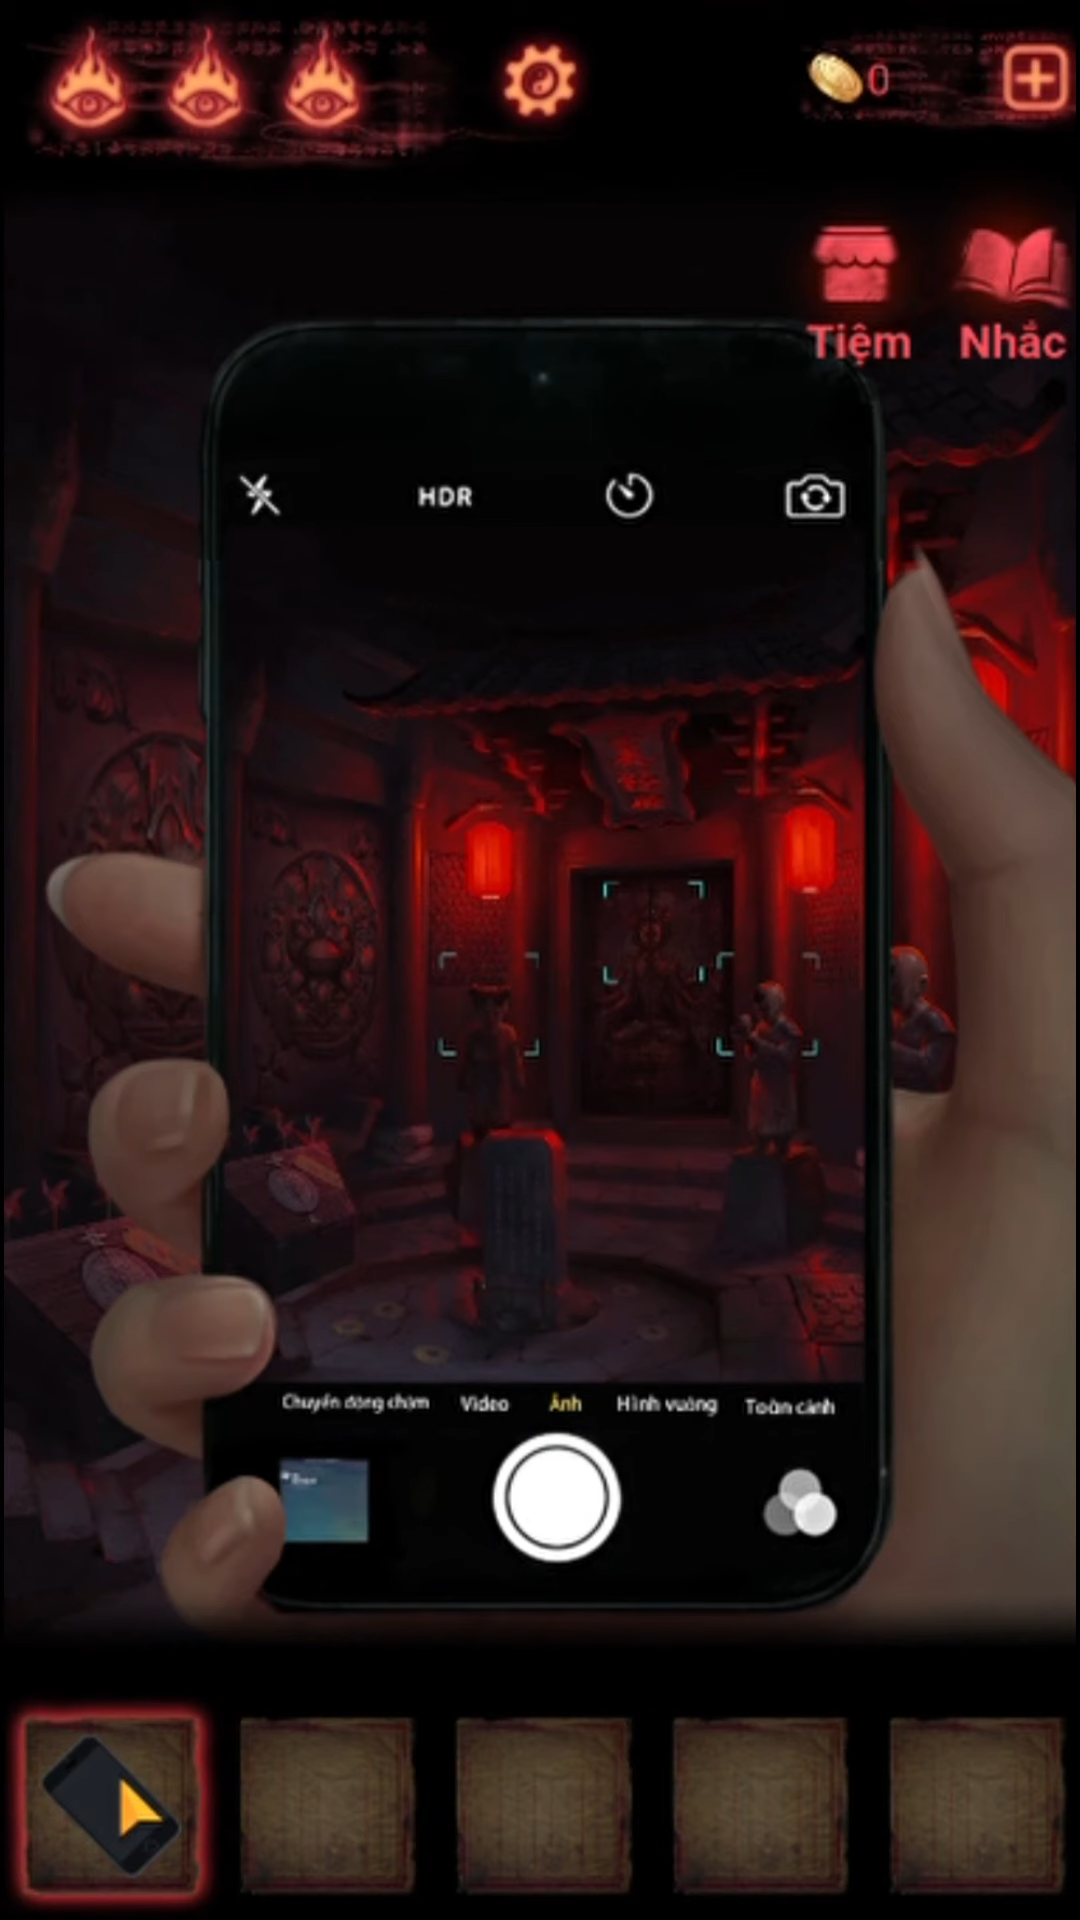 0
Tiệm
Nhắc
HDR
Chuyển động chậm
Video
Ảnh
Hình vuông
Toàn cảnh